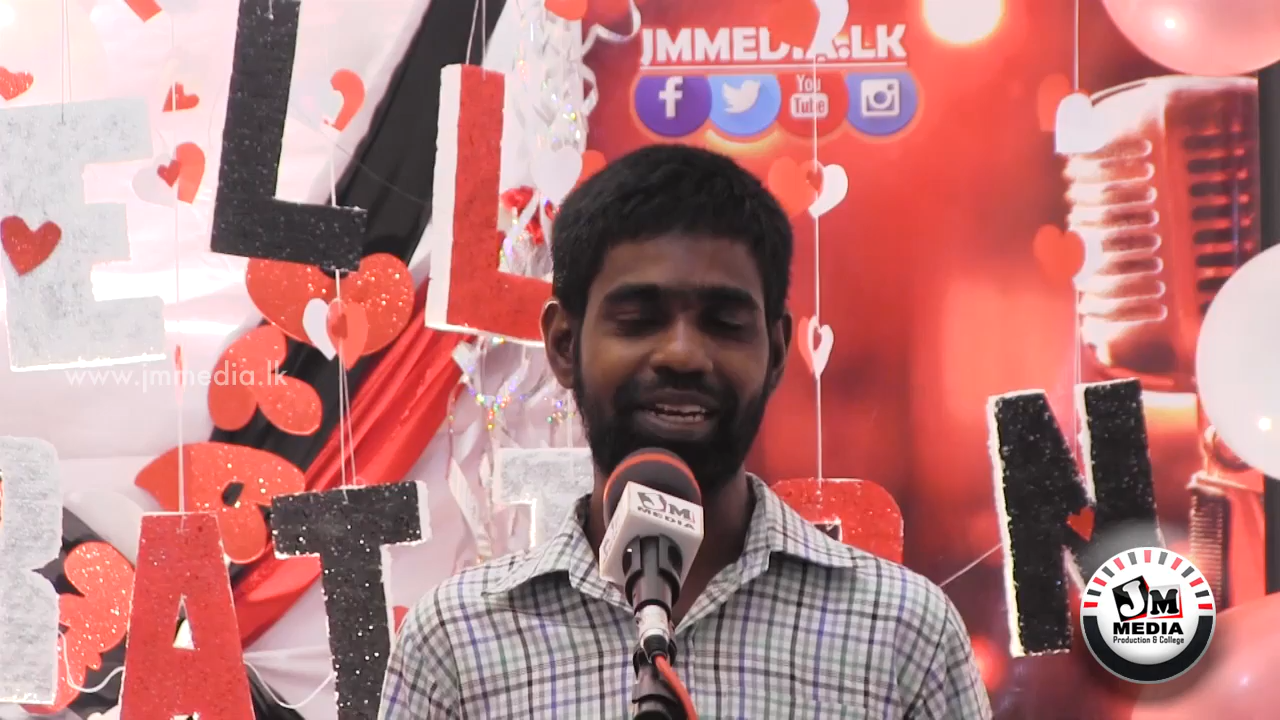 JMMEDIA.LK
f
You
Tube
www.jmmedia.lk
E L L
A T
N
JM
MEDIA
JM
MEDIA
Production & College